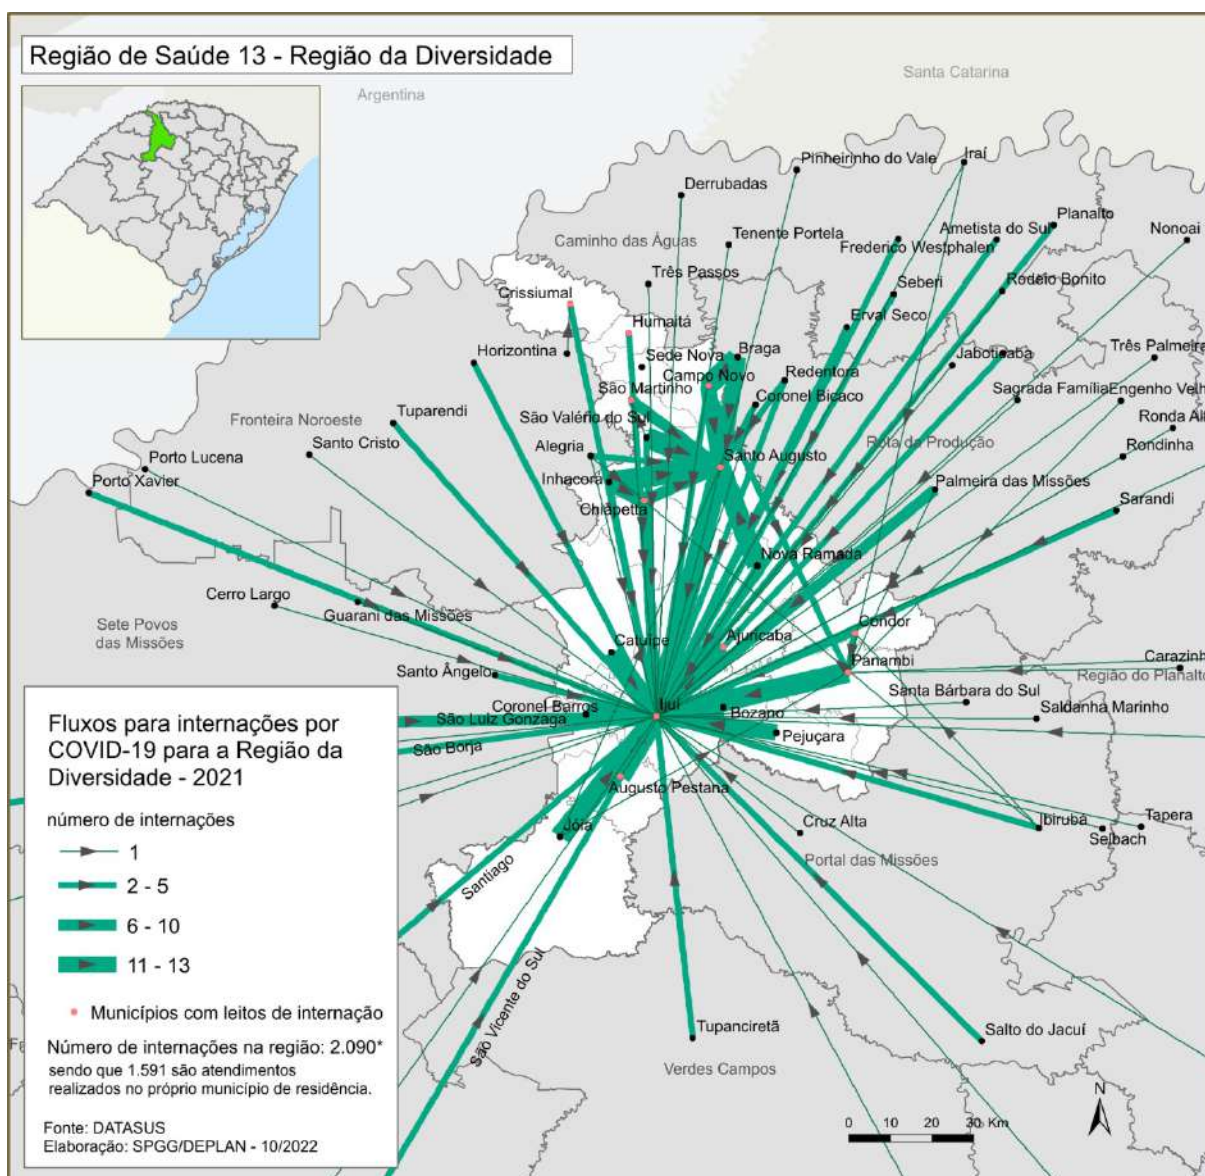 Região de Saúde 13 - Região da Diversidade
Argentina
Santa Catarina
Pinheirinho do Vale
Iraí
Derrubadas
Planalto
Ametista do Sul
Nonoai
Tenente Portela
Caminho das Águas
Frederico Westphalen
Três Passos
Seberi
Rodeio Bonito
Crissiumal
Humaitá
Erval Seco
Horizontina
Sede Nova
Braga
Jaboticaba
Três Palmeira
Campo Novo
Redentora
São Martinho
Sagrada Família
Engenho Velh
Coronel Bicaco
Tuparendi
Fronteira Noroeste
São Valério do Sul
Ronda Alt
Santo Cristo
Alegria
Rota da Produção
Rondinha
Porto Lucena
Santo Augusto
Porto Xavier
Inhacorá
Palmeira das Missões
Chiapetta
Sarandi
Nova Ramada
Cerro Largo
Guarani das Missões
Sete Povos
das Missões
Condor
Catuípe
Ajuricaba
Panambi
Carazinh
Santo Ângelo
Região do Planalto
Santa Bárbara do Sul
Coronel Barros
Ijuí
Bozano
Saldanha Marinho
São Luiz Gonzaga
São Borja
Pejuçara
Augusto Pestana
Jóia
Cruz Alta
Ibirubá
Selbach
Tapera
Portal das Missões
Santiago
São Vicente do Sul
Tupanciretã
Salto do Jacuí
Verdes Campos
Fluxos para internações por
COVID-19 para a Região da
Diversidade - 2021
número de internações
1
2 - 5
6 - 10
11 - 13
Municípios com leitos de internação
Número de internações na região: 2.090*
sendo que 1.591 são atendimentos
realizados no próprio município de residência.
Fonte: DATASUS
Elaboração: SPGG/DEPLAN - 10/2022
N
0 10 20 30 Km